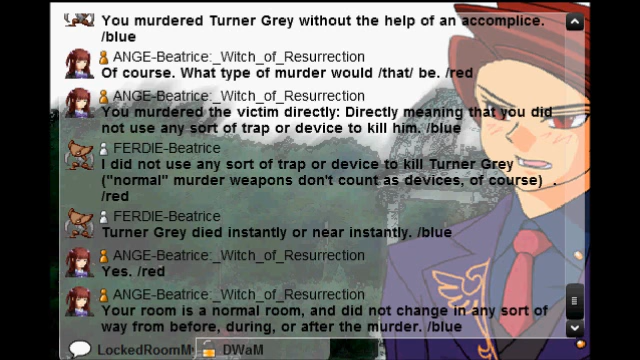 You murdered Turner Grey without the help of an accomplice.
/blue
ANGE-Beatrice:_Witch_of_Resurrection
Of course. What type of murder would /that/ be. /red
ANGE-Beatrice:_Witch_of_Resurrection
You murdered the victim directly: Directly meaning that you did
not use any sort of trap or device to kill him. /blue
FERDIE-Beatrice
I did not use any sort of trap or device to kill Turner Grey
("normal" murder weapons don't count as devices, of course) .
/red
FERDIE-Beatrice
Turner Grey died instantly or near instantly. /blue
ANGE-Beatrice:_Witch_of_Resurrection
Yes. /red
ANGE-Beatrice:_Witch_of_Resurrection
Your room is a normal room, and did not change in any sort of
way from before, during, or after the murder. /blue
LockedRoomMy DWaM